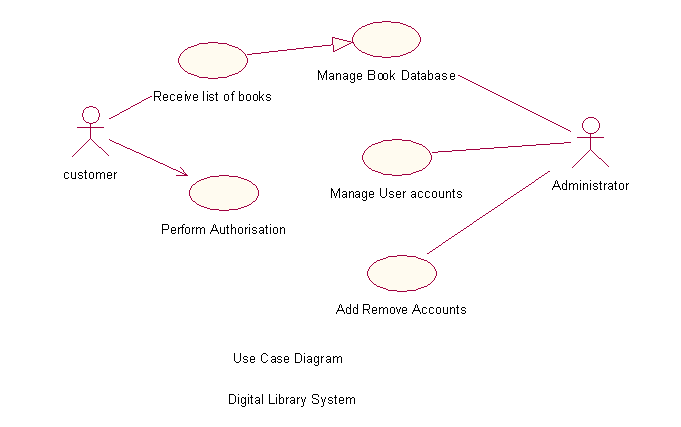 Manage Book Database
Receive list of books
customer
Administrator
Manage User accounts
Perform Authorisation
Add Remove Accounts
Use Case Diagram
Digital Library System